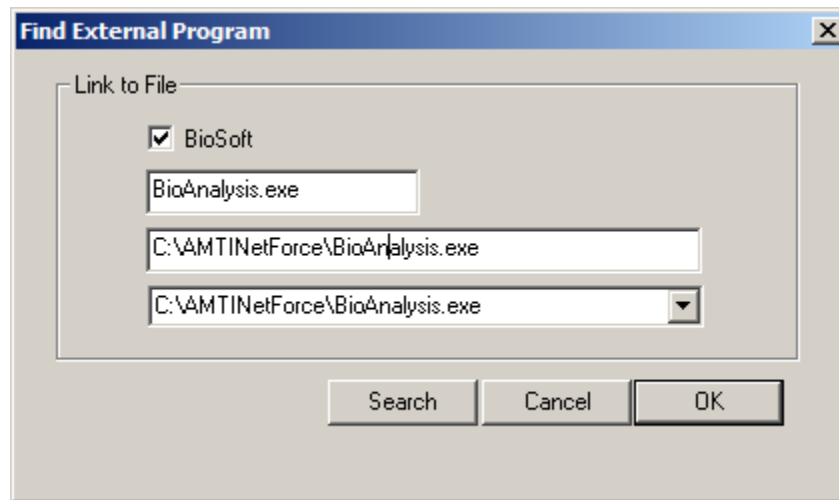 Find External Program
Link to File
BioSoft
BioAnalysis.exe
C:\AMTINetForce\BioAnalysis.exe
C:\AMTINetForce\BioAnalysis.exe
Search Cancel OK